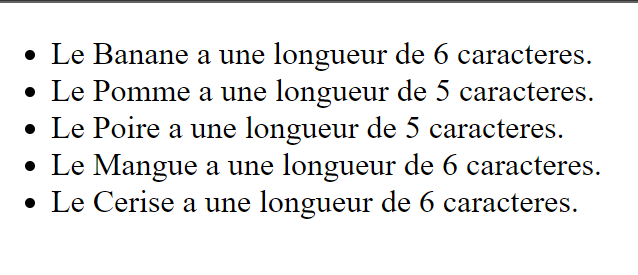 Le Banane a une longueur de 6 caracteres.
Le Pomme a une longueur de 5 caracteres.
Le Poire a une longueur de 5 caracteres.
Le Mangue a une longueur de 6 caracteres.
Le Cerise a une longueur de 6 caracteres.